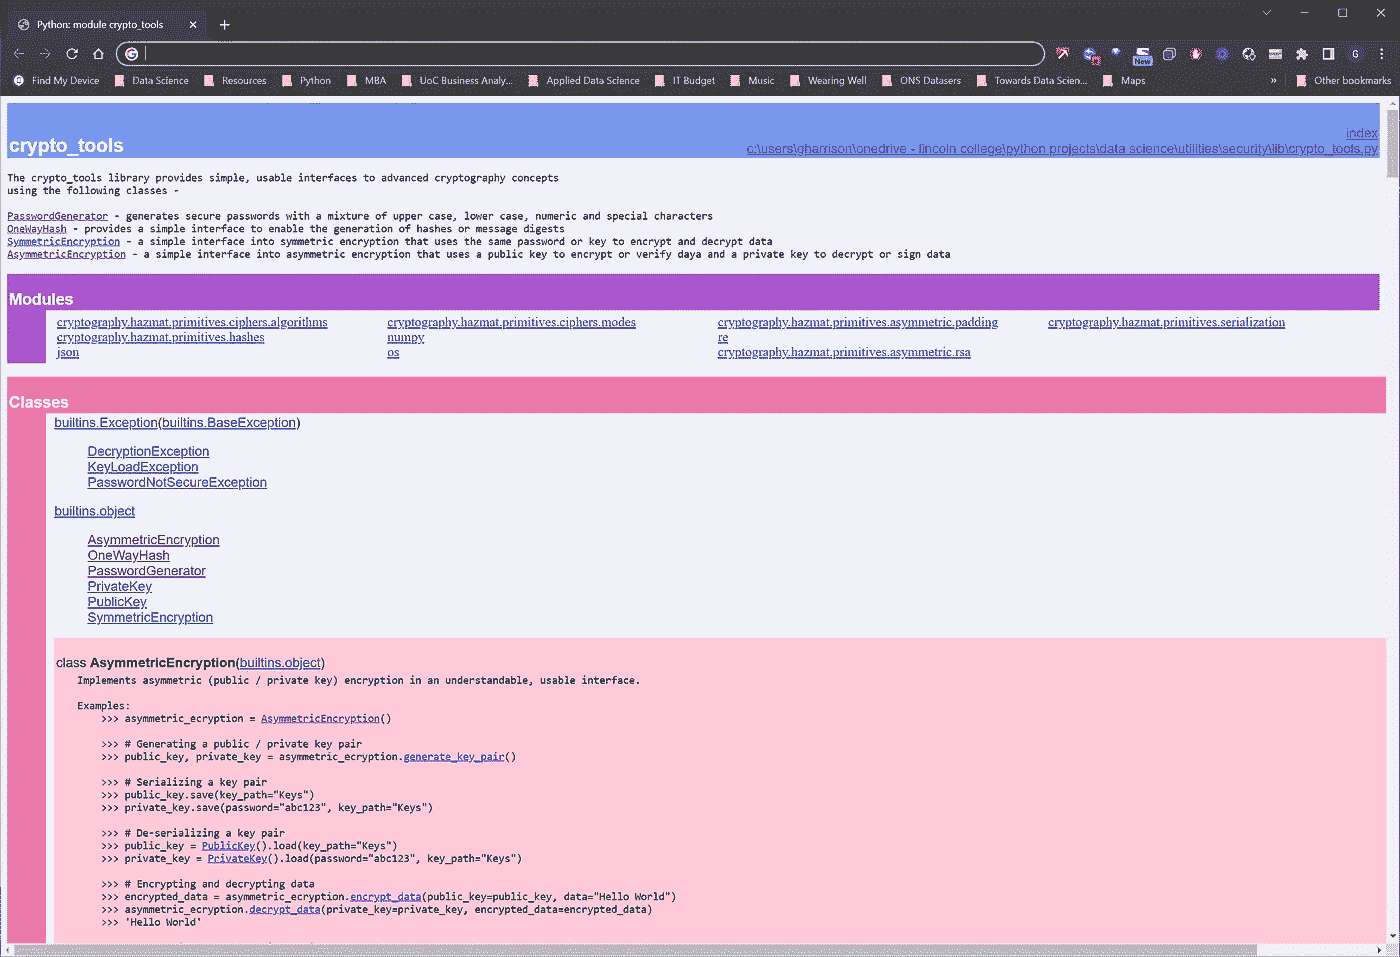 Python: module crypto_tools
New
G
Find My Device Data Science Resources Python MBA UoC Business Analy... Applied Data Science IT Budget Music Wearing Well ONS Datasers Towards Data Scien... Maps » Other bookmarks
index
crypto_tools c:\users\gharrison\onedrive - lincoln college\python projects\data science\utilities\security\lib\crypto_tools.py
The crypto_tools library provides simple, usable interfaces to advanced cryptography concepts
using the following classes -
PasswordGenerator - generates secure passwords with a mixture of upper case, lower case, numeric and special characters
OneWayHash - provides a simple interface to enable the generation of hashes or message digests
SymmetricEncryption - a simple interface into symmetric encryption that uses the same password or key to encrypt and decrypt data
AsymmetricEncryption - a simple interface into asymmetric encryption that uses a public key to encrypt or verify daya and a private key to decrypt or sign data
Modules
cryptography.hazmat.primitives.ciphers.algorithms cryptography.hazmat.primitives.ciphers.modes cryptography.hazmat.primitives.asymmetric.padding cryptography.hazmat.primitives.serialization
cryptography.hazmat.primitives.hashes numpy re
json os cryptography.hazmat.primitives.asymmetric.rsa
Classes
builtins.Exception(builtins.BaseException)
DecryptionException
KeyLoadException
PasswordNotSecureException
builtins.object
AsymmetricEncryption
OneWayHash
PasswordGenerator
PrivateKey
PublicKey
SymmetricEncryption
class AsymmetricEncryption(builtins.object)
Implements asymmetric (public / private key) encryption in an understandable, usable interface.
Examples:
>>> asymmetric_ecryption = AsymmetricEncryption()
>>> # Generating a public / private key pair
>>> public_key, private_key = asymmetric_ecryption.generate_key_pair()
>>> # Serializing a key pair
>>> public_key.save(key_path="Keys")
>>> private_key.save(password="abc123", key_path="Keys")
>>> # De-serializing a key pair
>>> public_key = PublicKey().load(key_path="Keys")
>>> private_key = PrivateKey().load(password="abc123", key_path="Keys")
>>> # Encrypting and decrypting data
>>> encrypted_data = asymmetric_ecryption.encrypt_data(public_key=public_key, data="Hello World")
>>> asymmetric_ecryption.decrypt_data(private_key=private_key, encrypted_data=encrypted_data)
>>> 'Hello World'